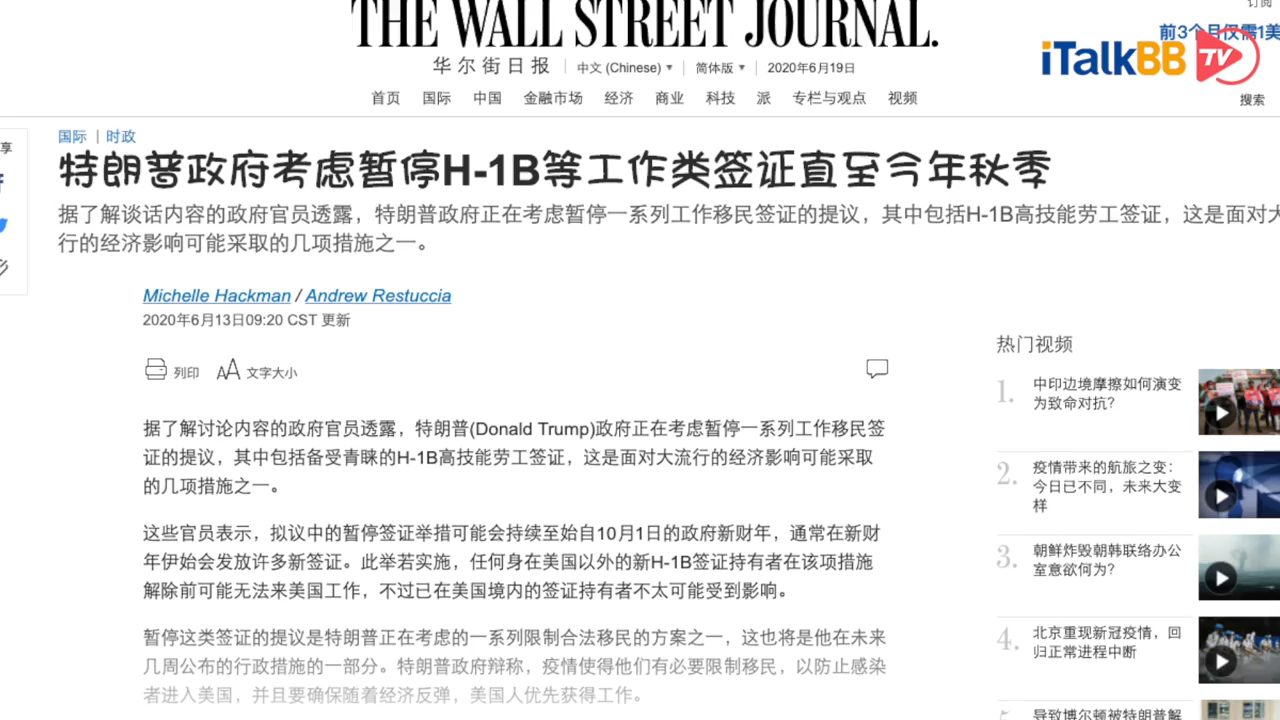 THE WALL STREET JOURNAL.
订阅
前3个月仅需1美
iTalkBB TV
华尔街日报 中文 (Chinese) 简体版 2020年6月19日
首页 国际 中国 金融市场 经济 商业 科技 派 专栏与观点 视频
搜索
国际 | 时政
享
特朗普政府考虑暂停H-1B等工作类签证直至今年秋季
据了解谈话内容的政府官员透露，特朗普政府正在考虑暂停一系列工作移民签证的提议，其中包括H-1B高技能劳工签证，这是面对大
行的经济影响可能采取的几项措施之一。
Michelle Hackman / Andrew Restuccia
2020年6月13日09:20 CST 更新
列印 AA 文字大小
据了解讨论内容的政府官员透露，特朗普(Donald Trump)政府正在考虑暂停一系列工作移民签
证的提议，其中包括备受青睐的H-1B高技能劳工签证，这是面对大流行的经济影响可能采取
的几项措施之一。
这些官员表示，拟议中的暂停签证举措可能会持续至始自10月1日的政府新财年，通常在新财
年伊始会发放许多新签证。此举若实施，任何身在美国以外的新H-1B签证持有者在该项措施
解除前可能无法来美国工作，不过已在美国境内的签证持有者不太可能受到影响。
暂停这类签证的提议是特朗普正在考虑的一系列限制合法移民的方案之一，这也将是他在未来
几周公布的行政措施的一部分。特朗普政府辩称，疫情使得他们有必要限制移民，以防止感染
者进入美国，并且要确保随着经济反弹，美国人优先获得工作。
热门视频
1. 中印边境摩擦如何演变
为致命对抗？
2. 疫情带来的航旅之变：
今日已不同，未来大变
样
3. 朝鲜炸毁朝韩联络办公
室意欲何为？
4. 北京重现新冠疫情，回
归正常进程中断
5. 导致博尔顿被特朗普解